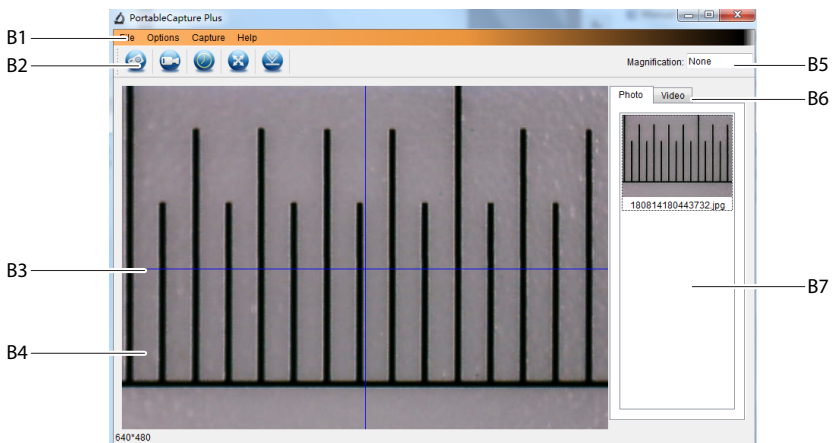 PortableCapture Plus
B1
File Options Capture Help
B2
Magnification: None
B5
Photo Video
B6
180814180443732.jpg
B3
B7
B4
640*480